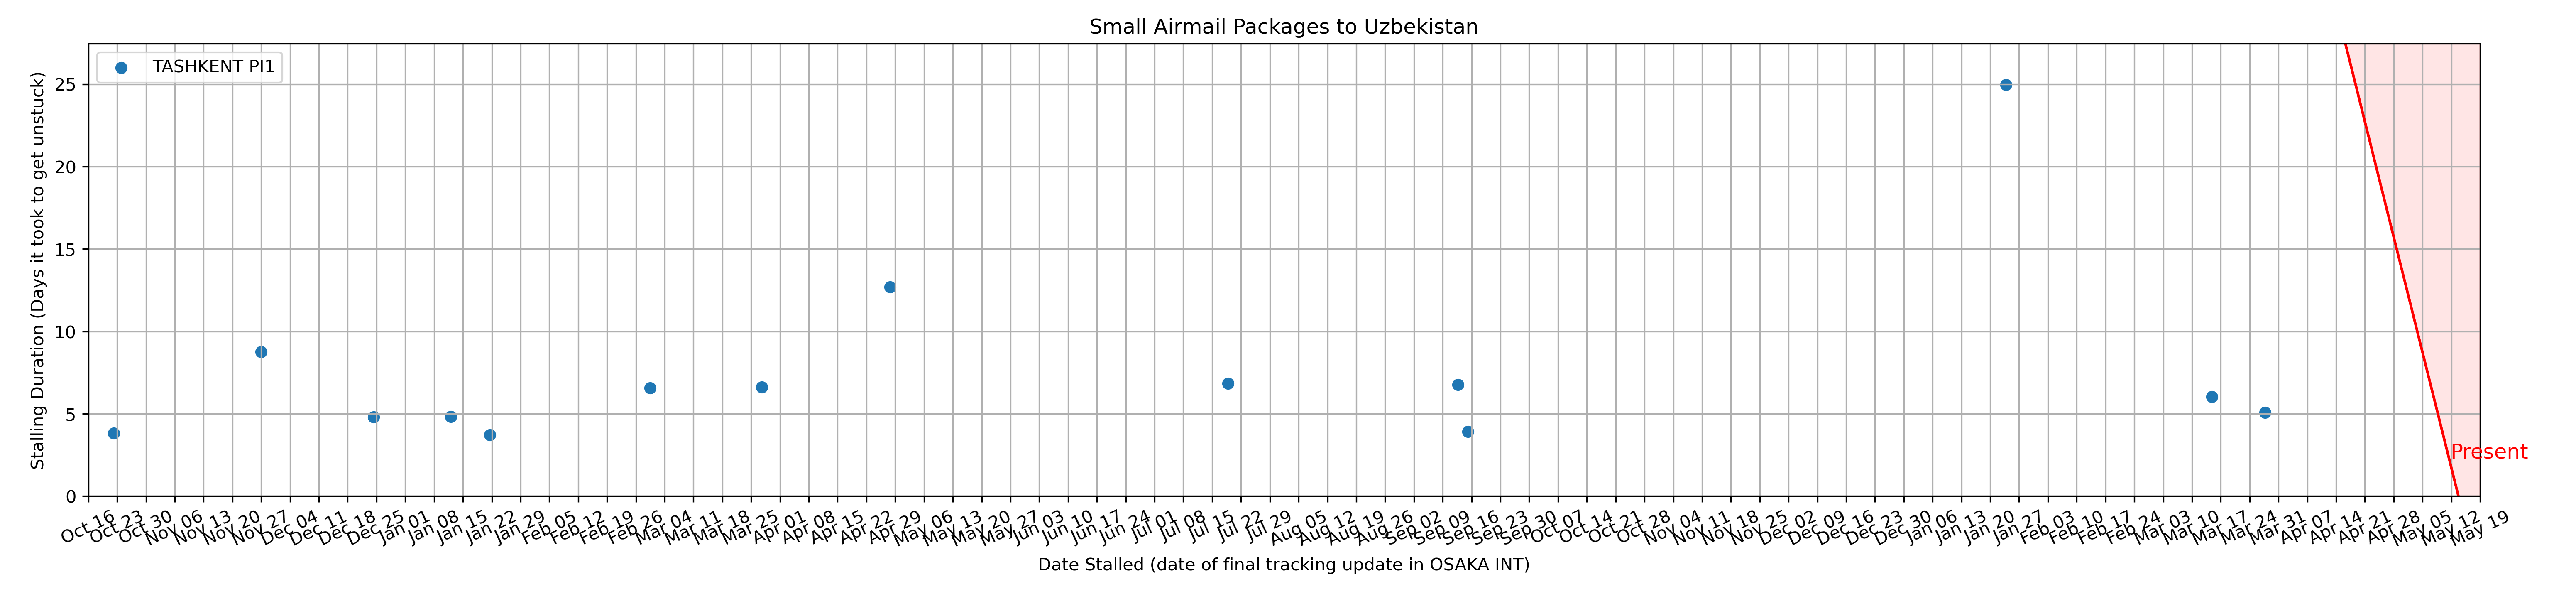 Small Airmail Packages to Uzbekistan
TASHKENT PI1
Stalling Duration (Days it took to get unstuck)
25
20
15
10
5
0
Present
Oct 16
Oct 23
Oct 30
Nov 06
Nov 13
Nov 20
Nov 27
Dec 04
Dec 11
Dec 18
Dec 25
Jan 01
Jan 08
Jan 15
Jan 22
Jan 29
Feb 05
Feb 12
Feb 19
Feb 26
Mar 04
Mar 11
Mar 18
Mar 25
Apr 01
Apr 08
Apr 15
Apr 22
Apr 29
May 06
May 13
May 20
May 27
Jun 03
Jun 10
Jun 17
Jun 24
Jul 01
Jul 08
Jul 15
Jul 22
Jul 29
Aug 05
Aug 12
Aug 19
Aug 26
Sep 02
Sep 09
Sep 16
Sep 23
Sep 30
Oct 07
Oct 14
Oct 21
Oct 28
Nov 04
Nov 11
Nov 18
Nov 25
Dec 02
Dec 09
Dec 16
Dec 23
Dec 30
Jan 06
Jan 13
Jan 20
Jan 27
Feb 03
Feb 10
Feb 17
Feb 24
Mar 03
Mar 10
Mar 17
Mar 24
Mar 31
Apr 07
Apr 14
Apr 21
Apr 28
May 05
May 12
May 19
Date Stalled (date of final tracking update in OSAKA INT)